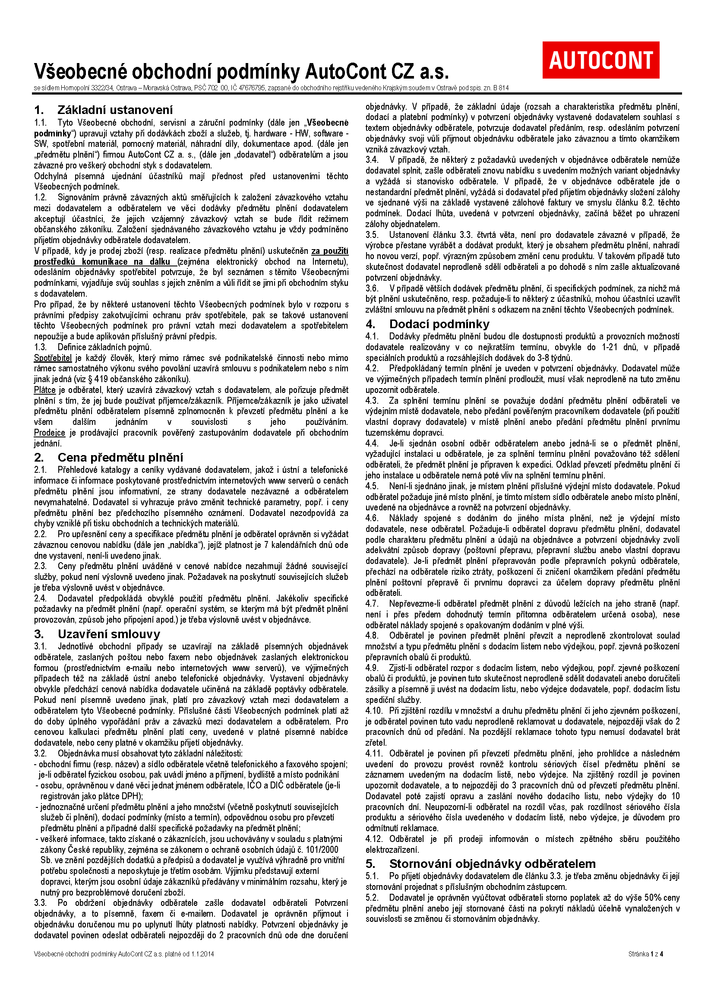 AUTOCONT
Všeobecné obchodní podmínky AutoCont CZ a.s.
se sídlem Hornopolní 3322/34, Ostrava – Moravská Ostrava, PSČ 702 00, IČ 47676795, zapsané do obchodního rejstříku vedeného Krajským soudem v Ostravě pod spis. zn. B 814
1. Základní ustanovení
1.1. Tyto Všeobecné obchodní, servisní a záruční podmínky (dále jen „Všeobecné
podmínky“) upravují vztahy při dodávkách zboží a služeb, tj. hardware - HW, software -
SW, spotřební materiál, pomocný materiál, náhradní díly, dokumentace apod. (dále jen
„předmětu plnění“) firmou AutoCont CZ a. s., (dále jen „dodavatel“) odběratelům a jsou
závazné pro veškerý obchodní styk s dodavatelem.
Odchylná písemná ujednání účastníků mají přednost před ustanoveními těchto
Všeobecných podmínek.
1.2. Signováním právně závazných aktů směřujících k založení závazkového vztahu
mezi dodavatelem a odběratelem ve věci dodávky předmětu plnění dodavatelem
akceptují účastníci, že jejich vzájemný závazkový vztah se bude řídit režimem
občanského zákoníku. Založení sjednávaného závazkového vztahu je vždy podmíněno
přijetím objednávky odběratele dodavatelem.
V případě, kdy je prodej zboží (resp. realizace předmětu plnění) uskutečněn za použití
prostředků komunikace na dálku (zejména elektronický obchod na Internetu),
odesláním objednávky spotřebitel potvrzuje, že byl seznámen s těmito Všeobecnými
podmínkami, vyjadřuje svůj souhlas s jejich zněním a vůli řídit se jimi při obchodním styku
s dodavatelem.
Pro případ, že by některé ustanovení těchto Všeobecných podmínek bylo v rozporu s
právními předpisy zakotvujícími ochranu práv spotřebitele, pak se takové ustanovení
těchto Všeobecných podmínek pro právní vztah mezi dodavatelem a spotřebitelem
nepoužije a bude aplikován příslušný právní předpis.
1.3. Definice základních pojmů.
Spotřebitel je každý člověk, který mimo rámec své podnikatelské činnosti nebo mimo
rámec samostatného výkonu svého povolání uzavírá smlouvu s podnikatelem nebo s ním
jinak jedná (viz § 419 občanského zákoníku).
Plátce je odběratel, který uzavírá závazkový vztah s dodavatelem, ale pořizuje předmět
plnění s tím, že jej bude používat příjemce/zákazník. Příjemce/zákazník je jako uživatel
předmětu plnění odběratelem písemně zplnomocněn k převzetí předmětu plnění a ke
všem dalším jednáním v souvislosti s jeho používáním.
Prodejce je prodávající pracovník pověřený zastupováním dodavatele při obchodním
jednání.
2. Cena předmětu plnění
2.1. Přehledové katalogy a ceníky vydávané dodavatelem, jakož i ústní a telefonické
informace či informace poskytované prostřednictvím internetových www serverů o cenách
předmětu plnění jsou informativní, ze strany dodavatele nezávazné a odběratelem
nevymahatelné. Dodavatel si vyhrazuje právo změnit technické parametry, popř. i ceny
předmětu plnění bez předchozího písemného oznámení. Dodavatel nezodpovídá za
chyby vzniklé při tisku obchodních a technických materiálů.
2.2. Pro upřesnění ceny a specifikace předmětu plnění je odběratel oprávněn si vyžádat
závaznou cenovou nabídku (dále jen „nabídka“), jejíž platnost je 7 kalendářních dnů ode
dne vystavení, není-li uvedeno jinak.
2.3. Ceny předmětu plnění uváděné v cenové nabídce nezahrnují žádné související
služby, pokud není výslovně uvedeno jinak. Požadavek na poskytnutí souvisejících služeb
je třeba výslovně uvést v objednávce.
2.4. Dodavatel předpokládá obvyklé použití předmětu plnění. Jakékoliv specifické
požadavky na předmět plnění (např. operační systém, se kterým má být předmět plnění
provozován, způsob jeho připojení apod.) je třeba výslovně uvést v objednávce.
3. Uzavření smlouvy
3.1. Jednotlivé obchodní případy se uzavírají na základě písemných objednávek
odběratele, zaslaných poštou nebo faxem nebo objednávek zaslaných elektronickou
formou (prostřednictvím e-mailu nebo internetových www serverů), ve výjimečných
případech též na základě ústní anebo telefonické objednávky. Vystavení objednávky
obvykle předchází cenová nabídka dodavatele učiněná na základě poptávky odběratele.
Pokud není písemně uvedeno jinak, platí pro závazkový vztah mezi dodavatelem a
odběratelem tyto Všeobecné podmínky. Příslušné části Všeobecných podmínek platí až
do doby úplného vypořádání práv a závazků mezi dodavatelem a odběratelem. Pro
cenovou kalkulaci předmětu plnění platí ceny, uvedené v platné písemné nabídce
dodavatele, nebo ceny platné v okamžiku přijetí objednávky.
3.2. Objednávka musí obsahovat tyto základní náležitosti:
- obchodní firmu (resp. název) a sídlo odběratele včetně telefonického a faxového spojení;
je-li odběratel fyzickou osobou, pak uvádí jméno a příjmení, bydliště a místo podnikání
- osobu, oprávněnou v dané věci jednat jménem odběratele, IČO a DIČ odběratele (je-li
registrován jako plátce DPH);
- jednoznačné určení předmětu plnění a jeho množství (včetně poskytnutí souvisejících
služeb či plnění), dodací podmínky (místo a termín), odpovědnou osobu pro převzetí
předmětu plnění a případné další specifické požadavky na předmět plnění;
- veškeré informace, takto získané o zákaznících, jsou uchovávány v souladu s platnými
zákony České republiky, zejména se zákonem o ochraně osobních údajů č. 101/2000
Sb. ve znění pozdějších dodatků a předpisů a dodavatel je využívá výhradně pro vnitřní
potřebu společnosti a neposkytuje je třetím osobám. Výjimku představují externí
dopravci, kterým jsou osobní údaje zákazníků předávány v minimálním rozsahu, který je
nutný pro bezproblémové doručení zboží.
3.3. Po obdržení objednávky odběratele zašle dodavatel odběrateli Potvrzení
objednávky, a to písemně, faxem či e-mailem. Dodavatel je oprávněn přijmout i
objednávku doručenou mu po uplynutí lhůty platnosti nabídky. Potvrzení objednávky je
dodavatel povinen odeslat odběrateli nejpozději do 2 pracovních dnů ode dne doručení
objednávky. V případě, že základní údaje (rozsah a charakteristika předmětu plnění,
dodací a platební podmínky) v potvrzení objednávky vystavené dodavatelem souhlasí s
textem objednávky odběratele, potvrzuje dodavatel předáním, resp. odesláním potvrzení
objednávky svoji vůli přijmout objednávku odběratele jako závaznou a tímto okamžikem
vzniká závazkový vztah.
3.4. V případě, že některý z požadavků uvedených v objednávce odběratele nemůže
dodavatel splnit, zašle odběrateli znovu nabídku s uvedením možných variant objednávky
a vyžádá si stanovisko odběratele. V případě, že v objednávce odběratele jde o
nestandardní předmět plnění, vyžádá si dodavatel před přijetím objednávky složení zálohy
ve sjednané výši na základě vystavené zálohové faktury ve smyslu článku 8.2. těchto
podmínek. Dodací lhůta, uvedená v potvrzení objednávky, začíná běžet po uhrazení
zálohy objednatelem.
3.5. Ustanovení článku 3.3. čtvrtá věta, není pro dodavatele závazné v případě, že
výrobce přestane vyrábět a dodávat produkt, který je obsahem předmětu plnění, nahradí
ho novou verzí, popř. výrazným způsobem změní cenu produktu. V takovém případě tuto
skutečnost dodavatel neprodleně sdělí odběrateli a po dohodě s ním zašle aktualizované
potvrzení objednávky.
3.6. V případě větších dodávek předmětu plnění, či specifických podmínek, za nichž má
být plnění uskutečněno, resp. požaduje-li to některý z účastníků, mohou účastníci uzavřít
zvláštní smlouvu na předmět plnění s odkazem na znění těchto Všeobecných podmínek.
4. Dodací podmínky
4.1. Dodávky předmětu plnění budou dle dostupnosti produktů a provozních možností
dodavatele realizovány v co nejkratším termínu, obvykle do 1-21 dnů, v případě
speciálních produktů a rozsáhlejších dodávek do 3-8 týdnů.
4.2. Předpokládaný termín plnění je uveden v potvrzení objednávky. Dodavatel může
ve výjimečných případech termín plnění prodloužit, musí však neprodleně na tuto změnu
upozornit odběratele.
4.3. Za splnění termínu plnění se považuje dodání předmětu plnění odběrateli ve
výdejním místě dodavatele, nebo předání pověřeným pracovníkem dodavatele (při použití
vlastní dopravy dodavatele) v místě plnění anebo předání předmětu plnění prvnímu
tuzemskému dopravci.
4.4. Je-li sjednán osobní odběr odběratelem anebo jedná-li se o předmět plnění,
vyžadující instalaci u odběratele, je za splnění termínu plnění považováno též sdělení
odběrateli, že předmět plnění je připraven k expedici. Odklad převzetí předmětu plnění či
jeho instalace u odběratele nemá poté vliv na splnění termínu plnění.
4.5. Není-li sjednáno jinak, je místem plnění příslušné výdejní místo dodavatele. Pokud
odběratel požaduje jiné místo plnění, je tímto místem sídlo odběratele anebo místo plnění,
uvedené na objednávce a rovněž na potvrzení objednávky.
4.6. Náklady spojené s dodáním do jiného místa plnění, než je výdejní místo
dodavatele, nese odběratel. Požaduje-li odběratel dopravu předmětu plnění, dodavatel
podle charakteru předmětu plnění a údajů na objednávce a potvrzení objednávky zvolí
adekvátní způsob dopravy (poštovní přepravu, přepravní službu anebo vlastní dopravu
dodavatele). Je-li předmět plnění přepravován podle přepravních pokynů odběratele,
přechází na odběratele riziko ztráty, poškození či zničení okamžikem předání předmětu
plnění poštovní přepravě či prvnímu dopravci za účelem dopravy předmětu plnění
odběrateli.
4.7. Nepřevezme-li odběratel předmět plnění z důvodů ležících na jeho straně (např.
není i přes předem dohodnutý termín přítomna odběratelem určená osoba), nese
odběratel náklady spojené s opakovaným dodáním v plné výši.
4.8. Odběratel je povinen předmět plnění převzít a neprodleně zkontrolovat soulad
množství a typu předmětu plnění s dodacím listem nebo výdejkou, popř. zjevná poškození
přepravních obalů či produktů.
4.9. Zjistí-li odběratel rozpor s dodacím listem, nebo výdejkou, popř. zjevné poškození
obalů či produktů, je povinen tuto skutečnost neprodleně sdělit dodavateli anebo doručiteli
zásilky a písemně ji uvést na dodacím listu, nebo výdejce dodavatele, popř. dodacím listu
spediční služby.
4.10. Při zjištění rozdílu v množství a druhu předmětu plnění či jeho zjevném poškození,
je odběratel povinen tuto vadu neprodleně reklamovat u dodavatele, nejpozději však do 2
pracovních dnů od předání. Na pozdější reklamace tohoto typu nemusí dodavatel brát
zřetel.
4.11. Odběratel je povinen při převzetí předmětu plnění, jeho prohlídce a následném
uvedení do provozu provést rovněž kontrolu sériových čísel předmětu plnění se
záznamem uvedeným na dodacím listě, nebo výdejce. Na zjištěný rozdíl je povinen
upozornit dodavatele, a to nejpozději do 3 pracovních dnů od převzetí předmětu plnění.
Dodavatel poté zajistí opravu a zaslání nového dodacího listu, nebo výdejky do 10
pracovních dní. Neupozorní-li odběratel na rozdíl včas, pak rozdílnost sériového čísla
produktu a sériového čísla uvedeného v dodacím listě, nebo výdejce, je důvodem pro
odmítnutí reklamace.
4.12. Odběratel je při prodeji informován o místech zpětného sběru použitého
elektrozařízení.
5. Stornování objednávky odběratelem
5.1. Po přijetí objednávky dodavatelem dle článku 3.3. je třeba změnu objednávky či její
stornování projednat s příslušným obchodním zástupcem.
5.2. Dodavatel je oprávněn vyúčtovat odběrateli storno poplatek až do výše 50% ceny
předmětu plnění anebo její stornované části na pokrytí nákladů účelně vynaložených v
souvislosti se změnou či stornováním objednávky.
Všeobecné obchodní podmínky AutoCont CZ a.s. platné od 1.1.2014
Stránka 1 z 4